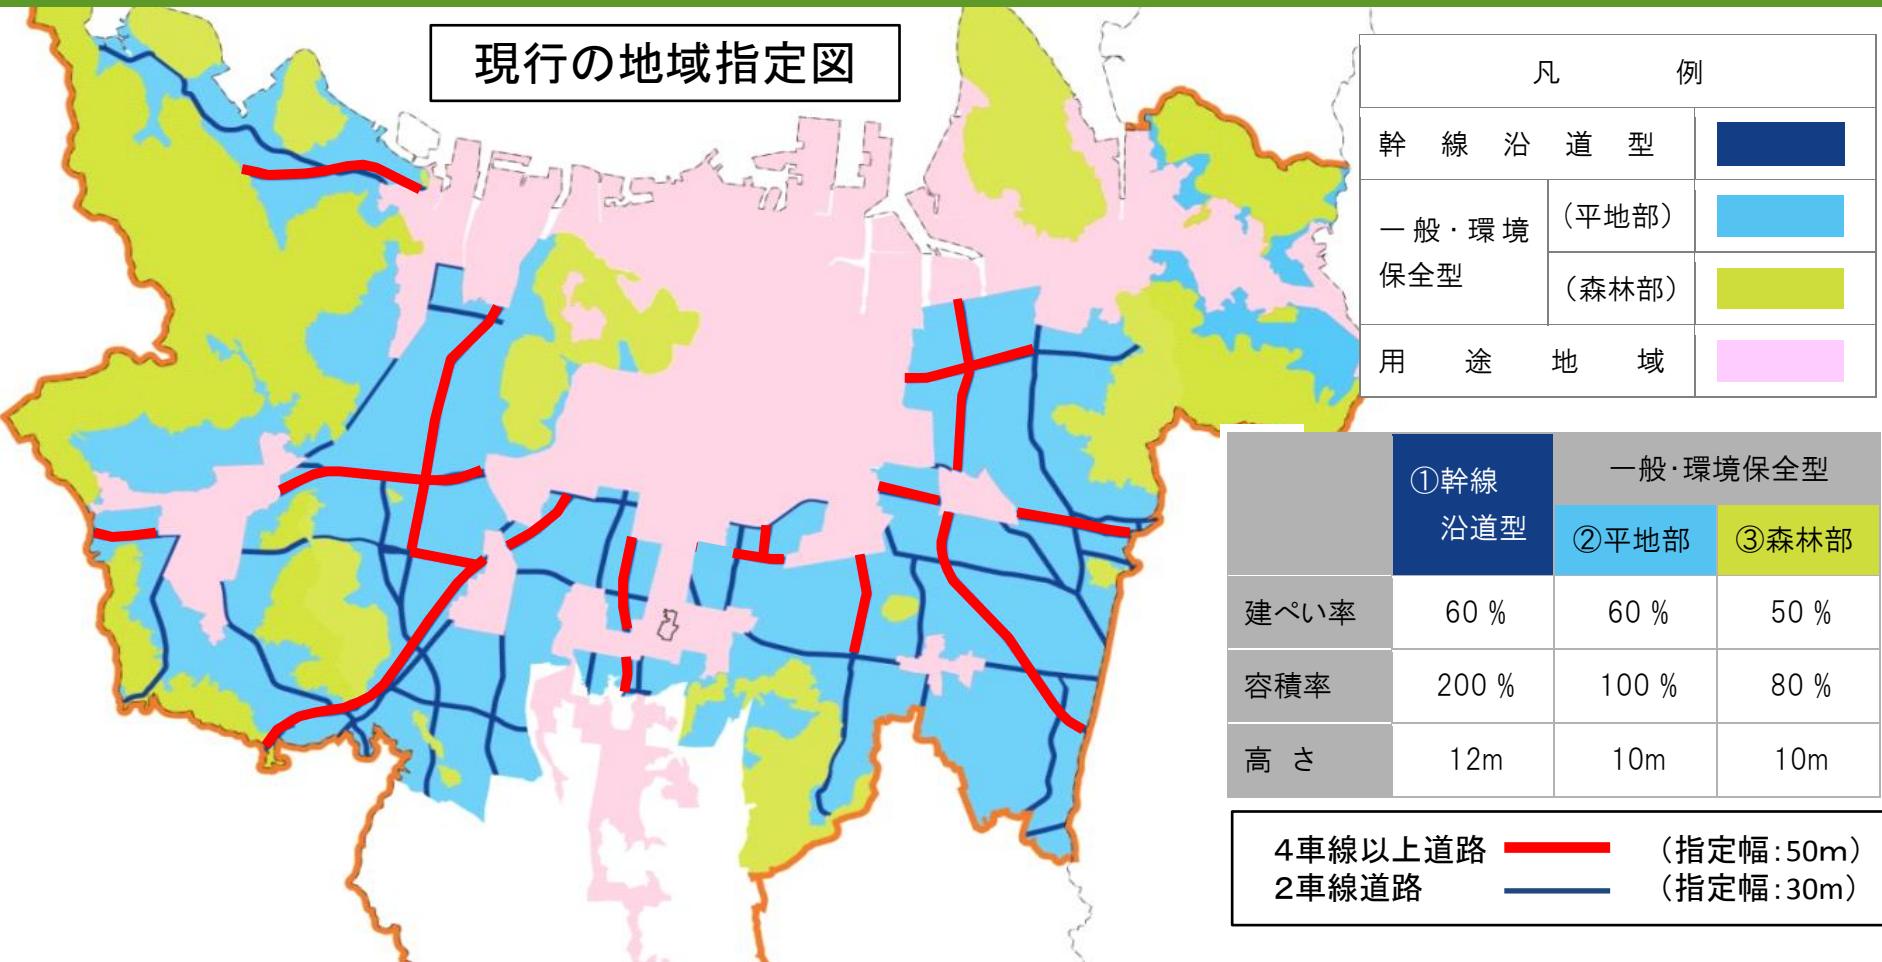 現行の地域指定図
凡例
幹線沿道型
一般・環境
保全型
（平地部）
（森林部）
用途地域
①幹線
沿道型
一般・環境保全型
②平地部
③森林部
建ぺい率 60％ 60％ 50％
容積率 200％ 100％ 80％
高さ 12m 10m 10m
４車線以上道路 （指定幅：50ｍ）
２車線道路 （指定幅：30m）